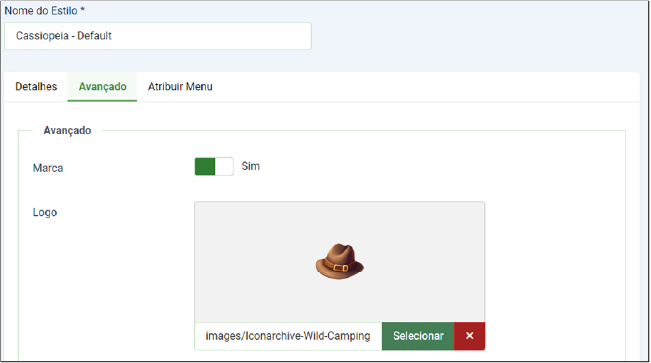 Nome do Estilo *
Cassiopeia - Default
Detalhes Avançado Atribuir Menu
Avançado
Marca Sim
Logo
images/Iconarchive-Wild-Camping Selecionar ×